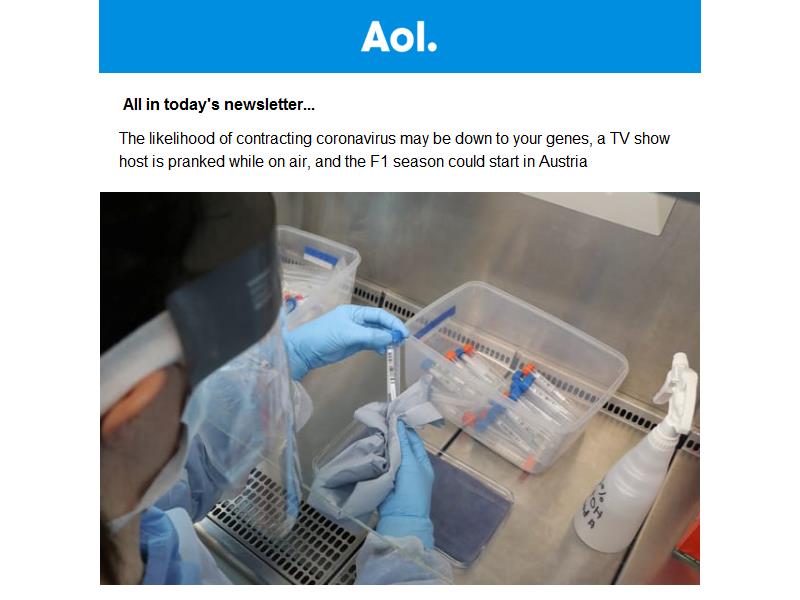 Aol.
All in today's newsletter...
The likelihood of contracting coronavirus may be down to your genes, a TV show
host is pranked while on air, and the F1 season could start in Austria